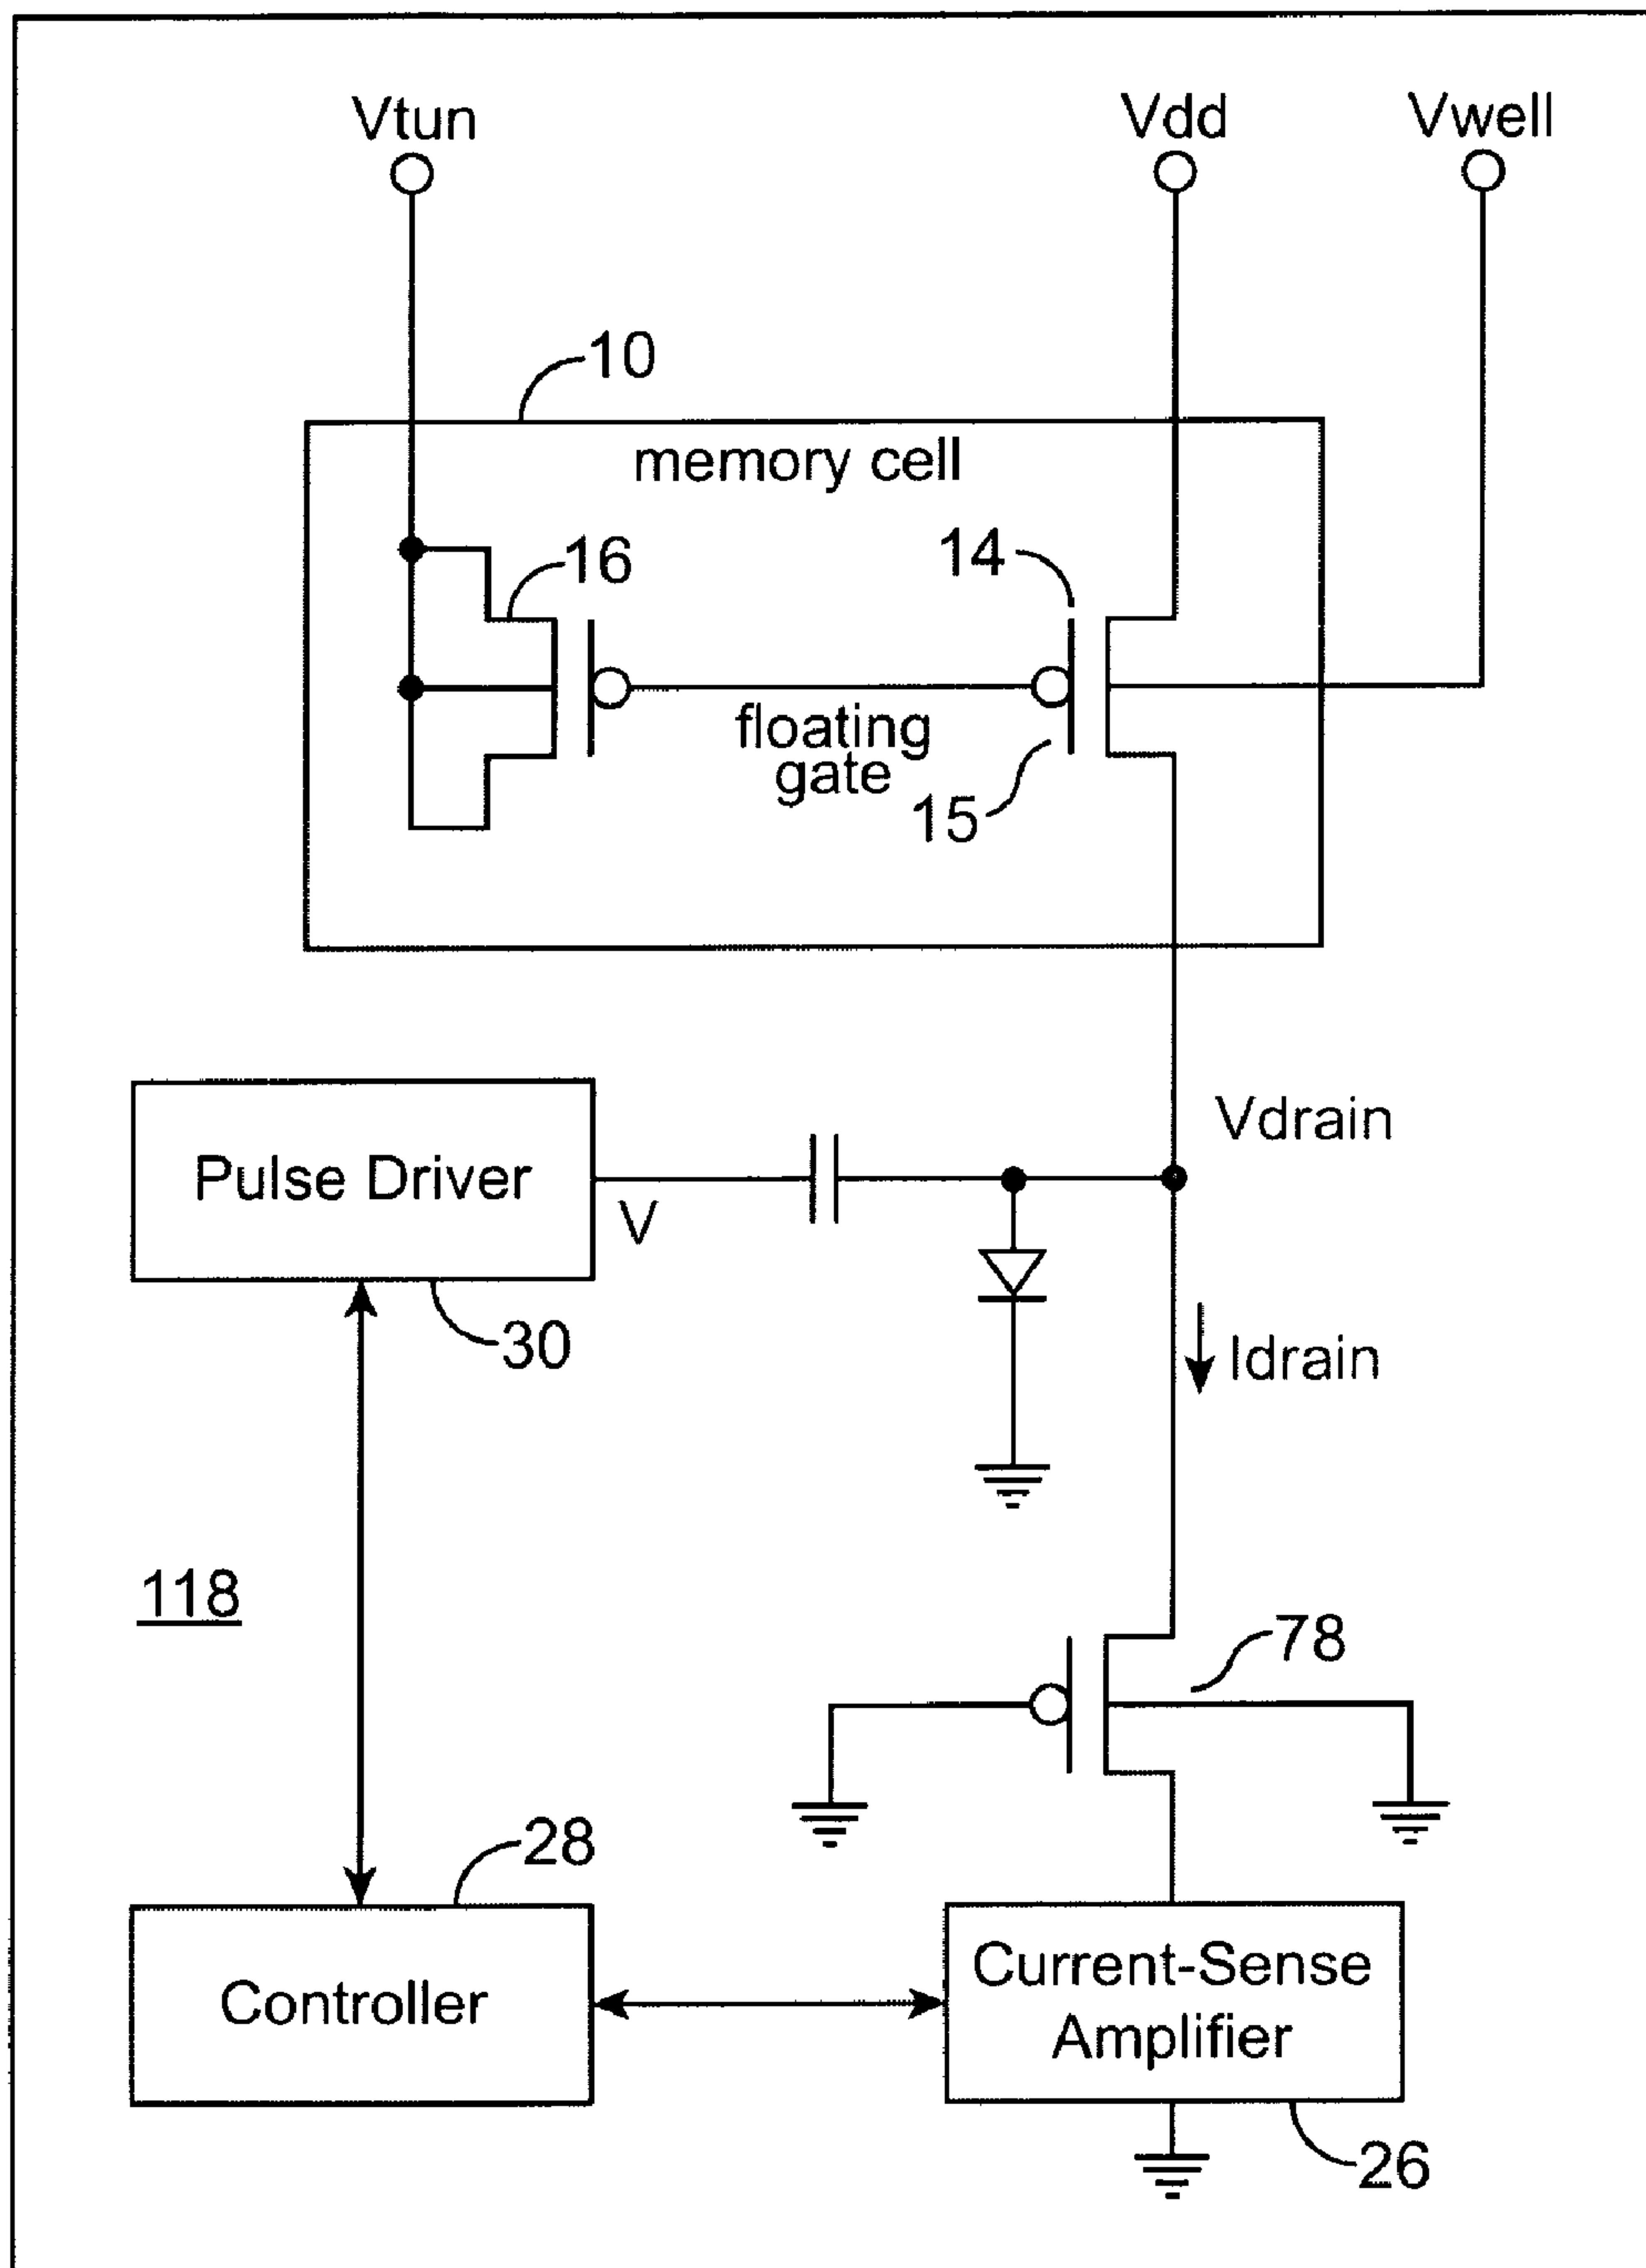 Vtun
Vdd
Vwell
10
memory cell
16
14
floating
gate
15
Vdrain
Pulse Driver
V
30
Idrain
118
78
28
Controller
Current-Sense
Amplifier
26